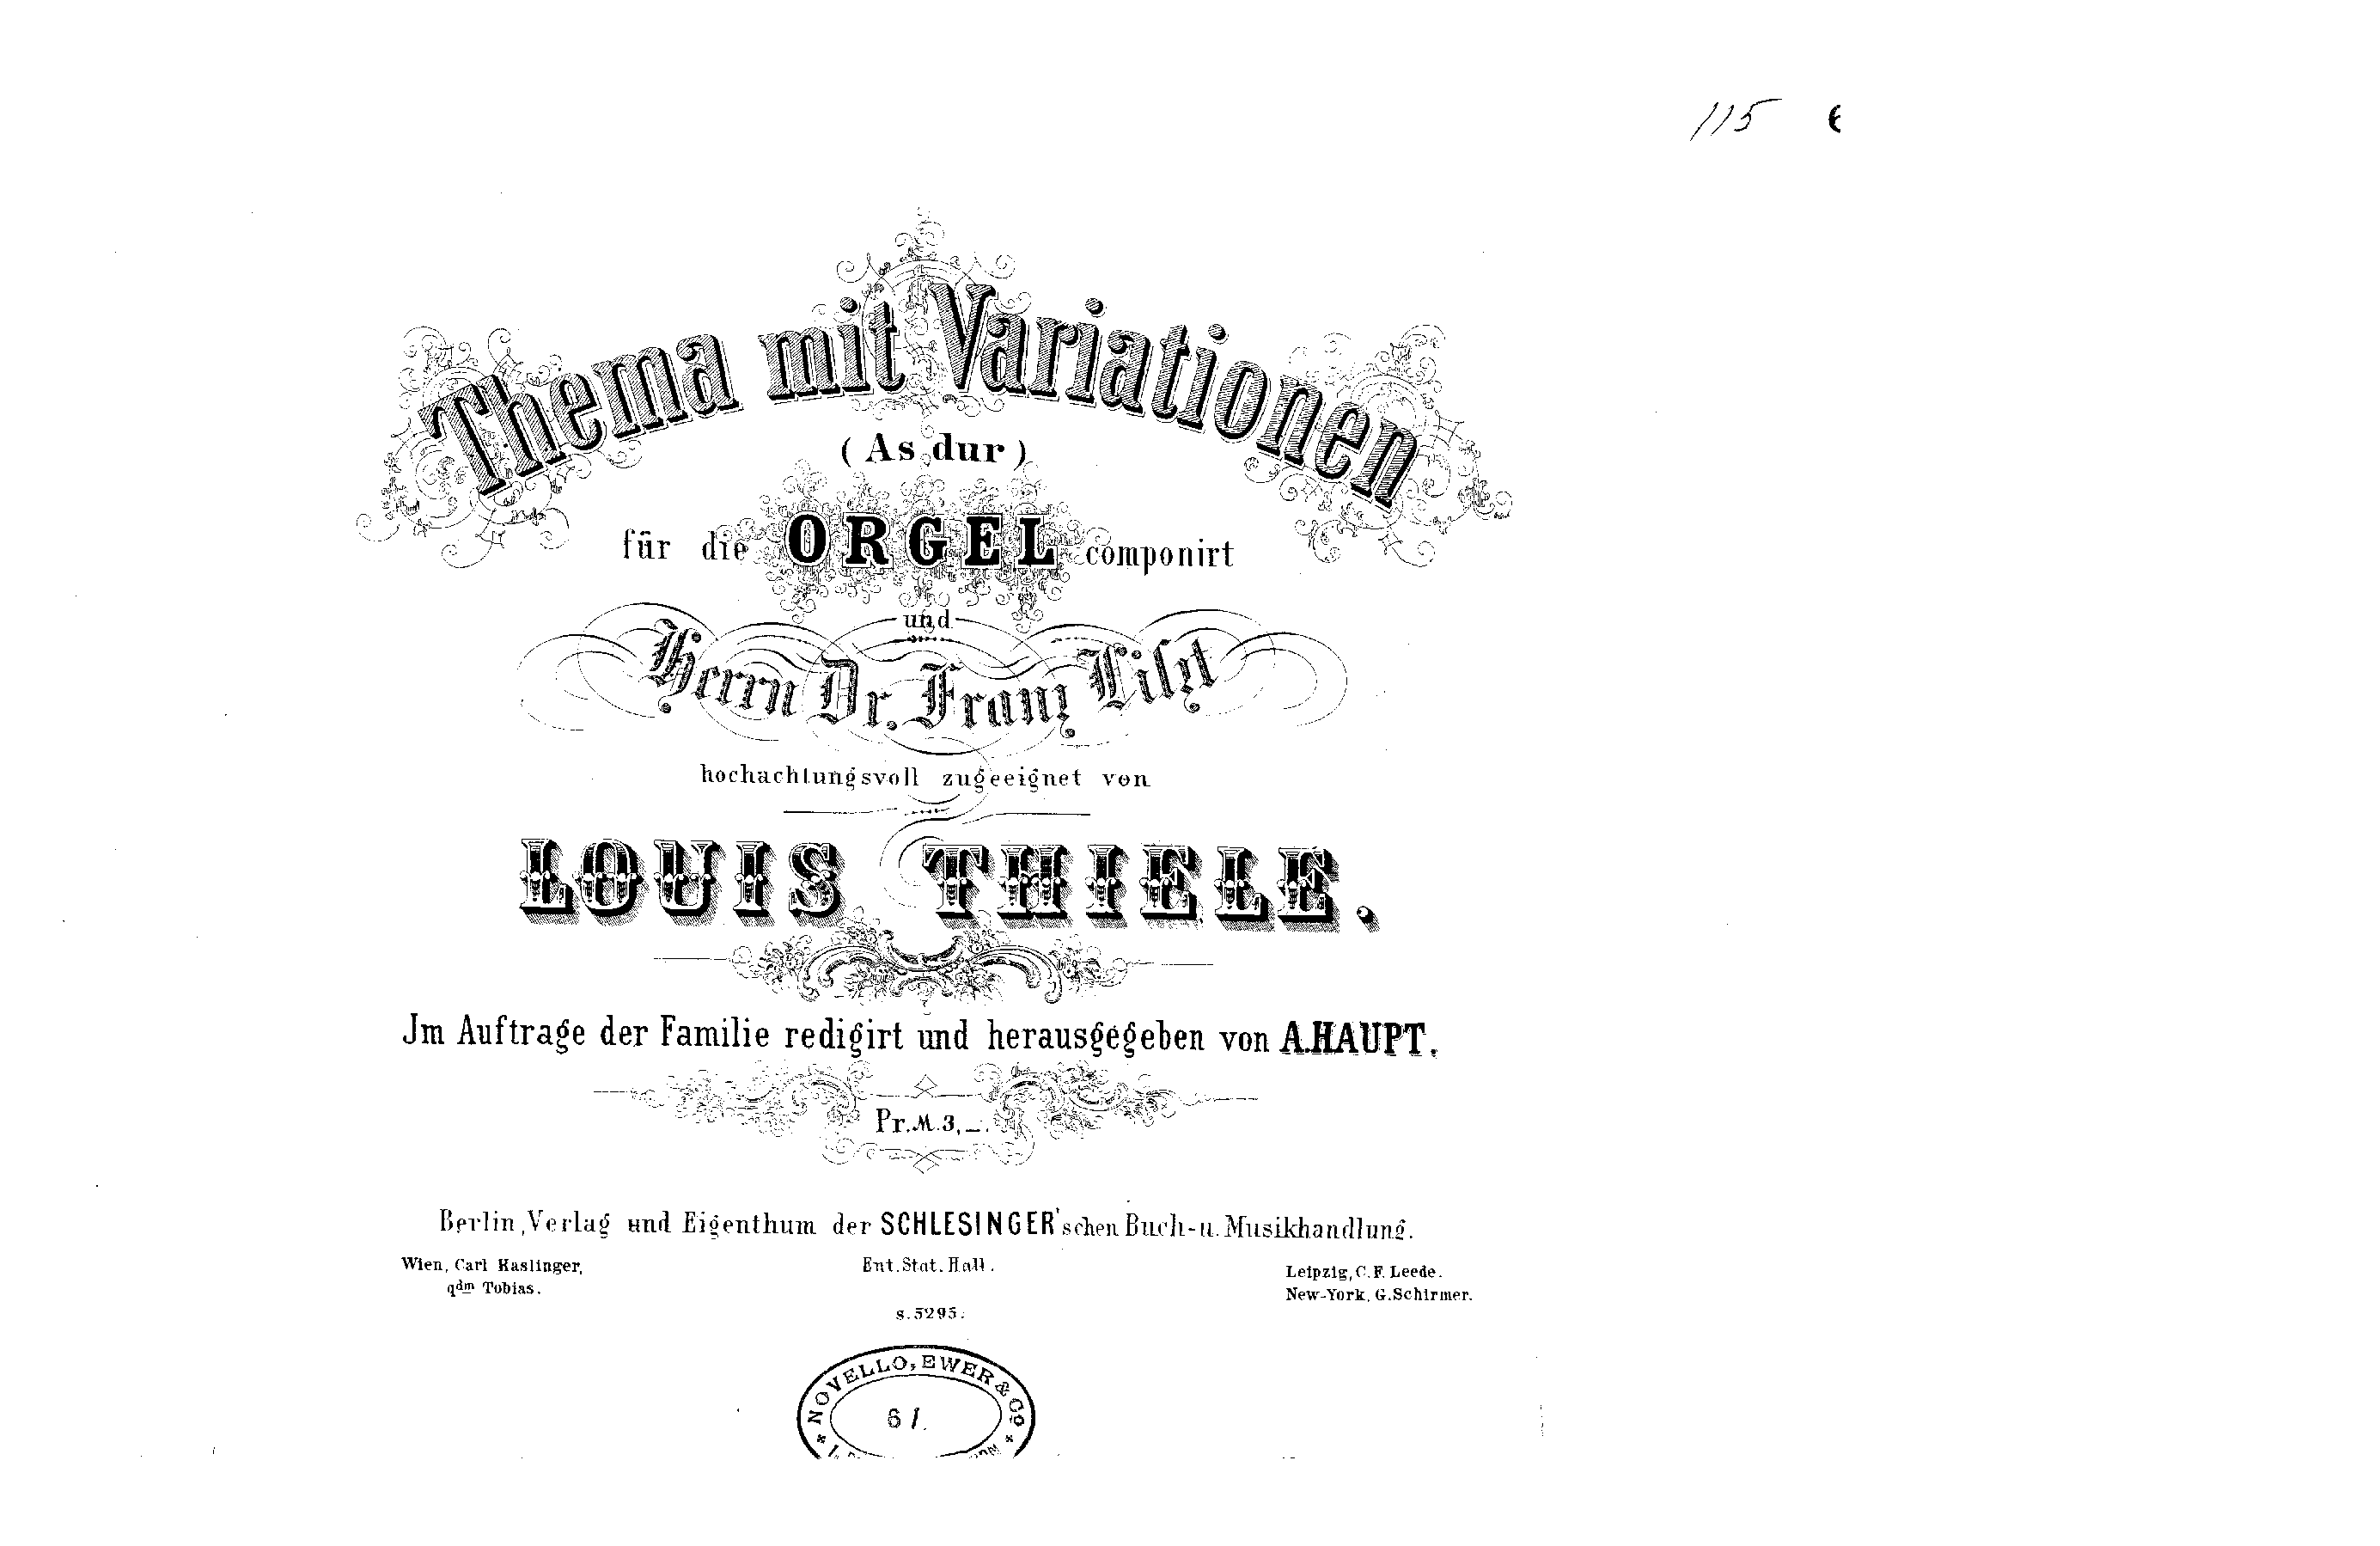 115
Thema mit Variationen
(As dur)
für die ORGEL componirt
und
Herrn Dr. Franz Liszt
hochachtungsvoll zugeeignet von
LOUIS THIELE.
Jm Auftrage der Familie redigirt und herausgegeben von A.HAUPT.
Pr.M.3,_.
Berlin, Verlag und Eigenthum der SCHLESINGER'schen Buch-u. Musikhandlung.
Wien, Carl Haslinger,
qdm Tobias.
Ent. Stat. Hall.
Leipzig, C.F. Leede.
New-York, G.Schirmer.
s.5295.
NOVELLO, EWER & Co.
61.